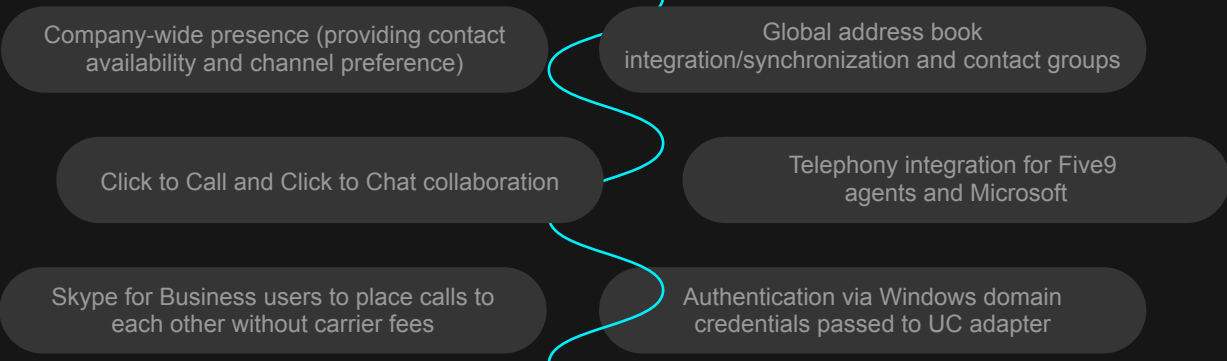 Company-wide presence (providing contact
availability and channel preference)
Global address book
integration/synchronization and contact groups
Click to Call and Click to Chat collaboration
Telephony integration for Five9
agents and Microsoft
Skype for Business users to place calls to
each other without carrier fees
Authentication via Windows domain
credentials passed to UC adapter